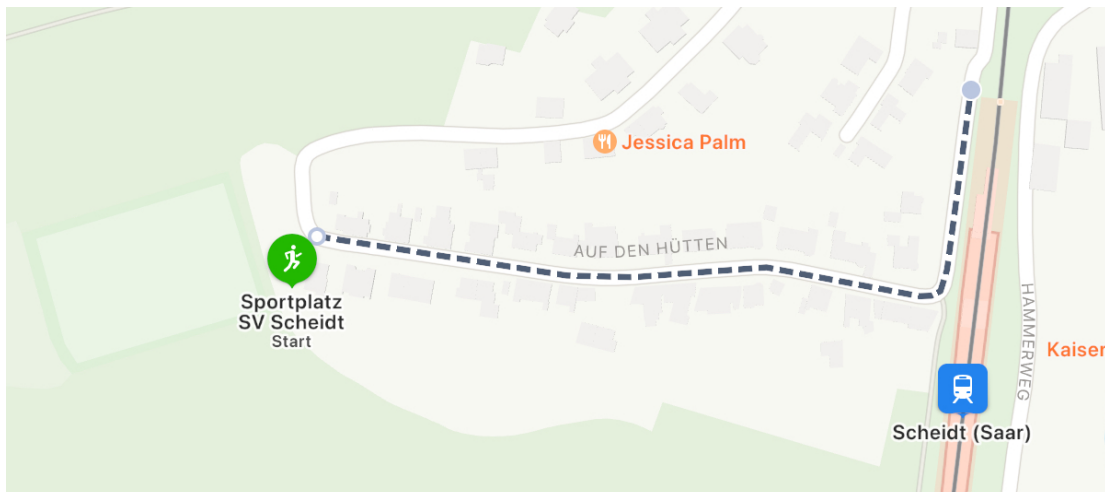 Jessica Palm
AUF DEN HÜTTEN
Sportplatz
SV Scheidt
Start
HAMMERWEG
Kaiser
Scheidt (Saar)